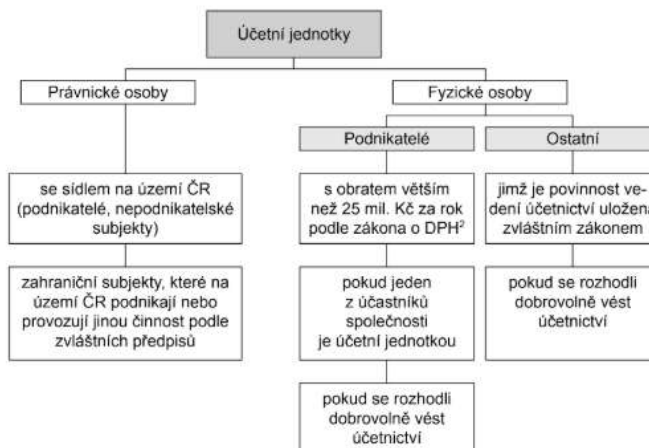 Účetní jednotky
Právnické osoby
se sídlem na území ČR
(podnikatelé, nepodnikatelské
subjekty)
zahraniční subjekty, které na
území ČR podnikají nebo
provozují jinou činnost podle
zvláštních předpisů
Fyzické osoby
Podnikatelé
s obratem větším
než 25 mil. Kč za rok
podle zákona o DPH²
pokud jeden
z účastníků
společnosti
je účetní jednotkou
pokud se rozhodli
dobrovolně vést
účetnictví
Ostatní
jimž je povinnost ve-
dení účetnictví uložena
zvláštním zákonem
pokud se rozhodli
dobrovolně vést
účetnictví